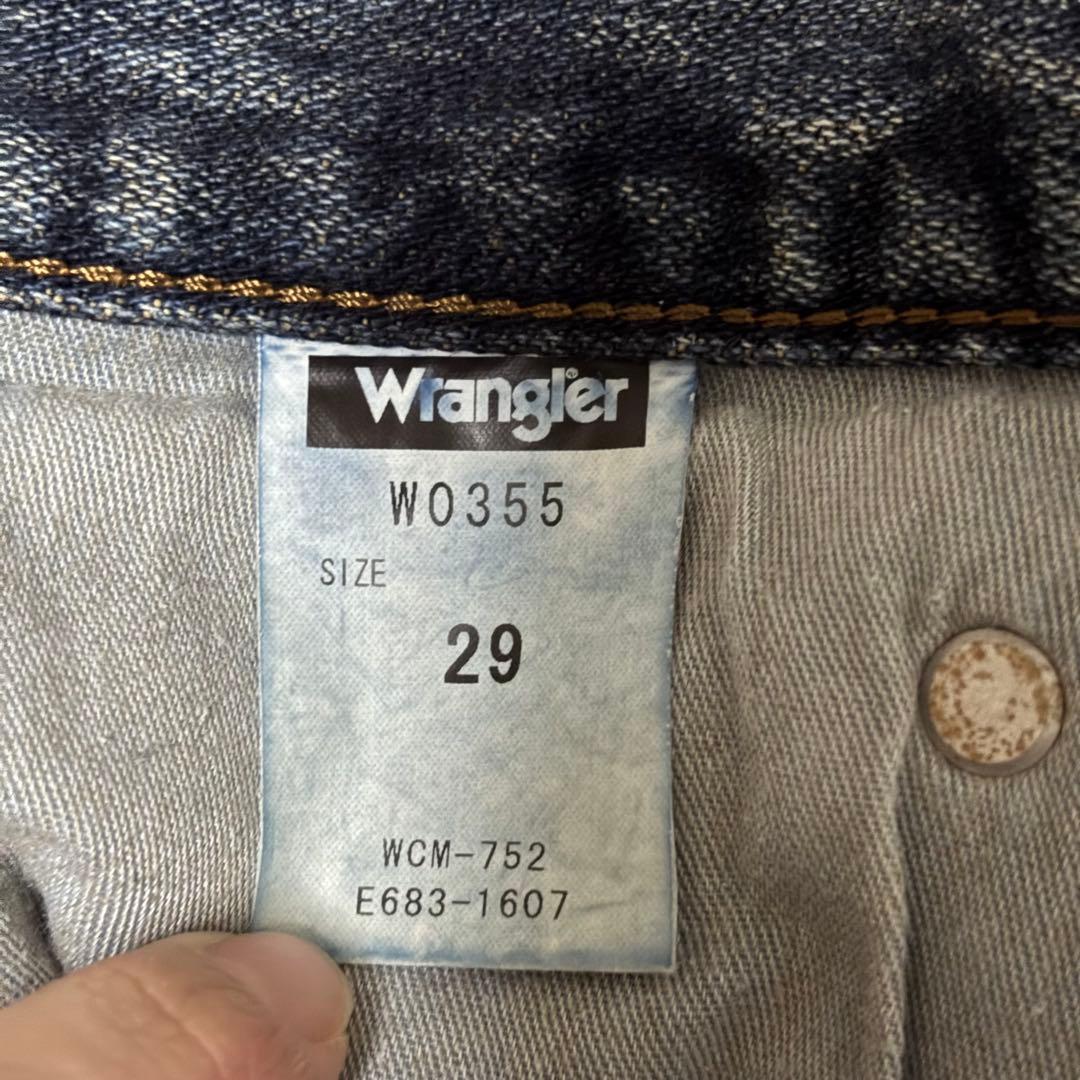 Wrangler®
W0355
SIZE
29
WCM-752
E683-1607